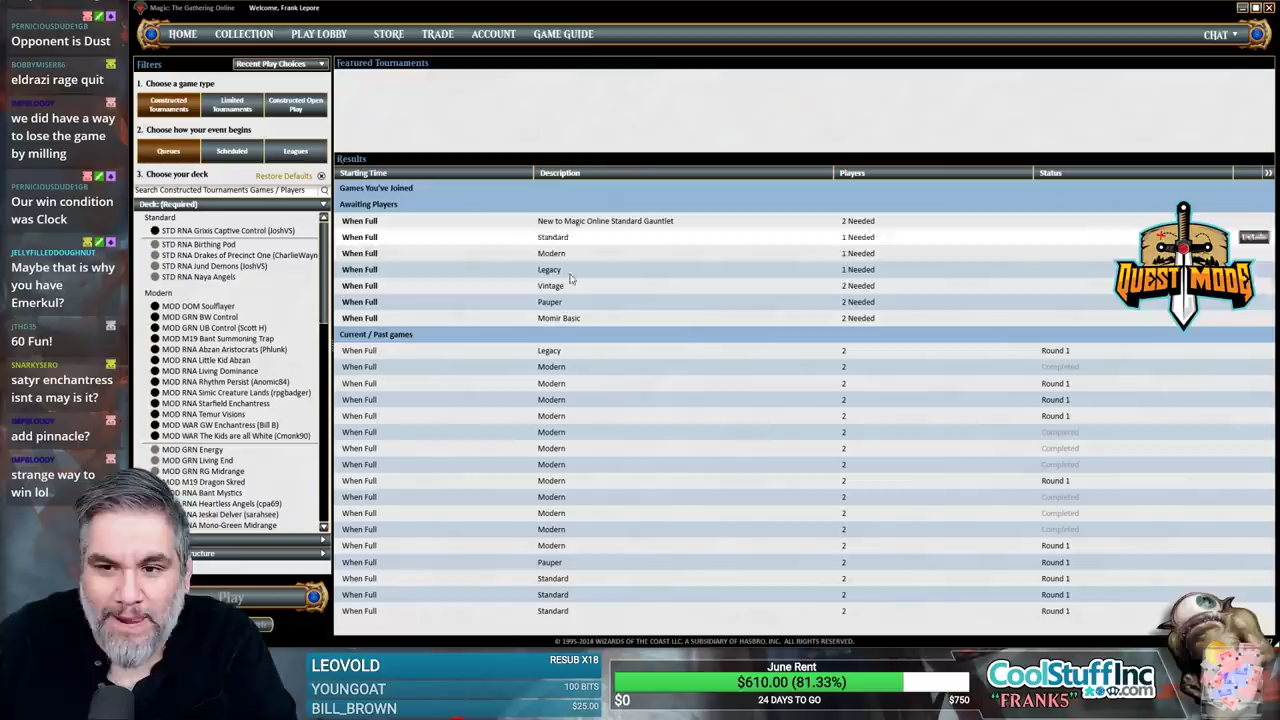 PERNICIOUSDUDE1GB
Opponent is Dust
BOBBYMISER86
eldrazi rage quit
IMPBLOODY
we did have a way
to lose the game
by milling
PERNICIOUSDUDE1GB
Our win condition
was Clock
JELLYFILLEDDOUGHNUT
Maybe that is why
you have
Emerkul?
JTHD35
60 Fun!
SNARKYSERO
satyr enchantress
isnt a may is it?
IMPBLOODY
add pinnacle?
IMPBLOODY
strange way to
win lol
Magic: The Gathering Online Welcome, Frank Lepore
HOME COLLECTION PLAY LOBBY STORE TRADE ACCOUNT GAME GUIDE CHAT
Filters Recent Play Choices
1. Choose a game type
Constructed Tournaments
Limited Tournaments
Constructed Open Play
2. Choose how your event begins
Queues Scheduled Leagues
3. Choose your deck Restore Defaults
Search Constructed Tournaments Games / Players
Deck: (Required)
Standard
STD RNA Grixis Captive Control (JoshVS)
STD RNA Birthing Pod
STD RNA Drakes of Precinct One (CharlieWayn
STD RNA Jund Demons (JoshVS)
STD RNA Naya Angels
Modern
MOD DOM Soulflayer
MOD GRN BW Control
MOD GRN UB Control (Scott H)
MOD M19 Bant Summoning Trap
MOD RNA Abzan Aristocrats (Phlunk)
MOD RNA Little Kid Abzan
MOD RNA Living Dominance
MOD RNA Rhythm Persist (Anomic84)
MOD RNA Simic Creature Lands (rpgbadger)
MOD RNA Starfield Enchantress
MOD RNA Temur Visions
MOD WAR GW Enchantress (Bill B)
MOD WAR The Kids are all White (Cmonk90)
MOD GRN Energy
MOD GRN Living End
MOD GRN RG Midrange
MOD M19 Dragon Skred
RNA Bant Mystics
RNA Heartless Angels (cpa69)
RNA Jeskai Delver (sarahsee)
RNA Mono-Green Midrange
ucture
Play
Featured Tournaments
Results
Starting Time Description Players Status
Games You've Joined
Awaiting Players
When Full New to Magic Online Standard Gauntlet 2 Needed
When Full Standard 1 Needed Details
When Full Modern 1 Needed
When Full Legacy 1 Needed
When Full Vintage 2 Needed
When Full Pauper 2 Needed
When Full Momir Basic 2 Needed
Current / Past games
When Full Legacy 2 Round 1
When Full Modern 2 Completed
When Full Modern 2 Round 1
When Full Modern 2 Round 1
When Full Modern 2 Round 1
When Full Modern 2 Completed
When Full Modern 2 Completed
When Full Modern 2 Completed
When Full Modern 2 Round 1
When Full Modern 2 Completed
When Full Modern 2 Completed
When Full Modern 2 Completed
When Full Modern 2 Round 1
When Full Pauper 2 Round 1
When Full Standard 2 Round 1
When Full Standard 2 Round 1
When Full Standard 2 Round 1
QUEST MODE
© 1995-2018 WIZARDS OF THE COAST LLC, A SUBSIDIARY OF HASBRO, INC. ALL RIGHTS RESERVED.
LEOVOLD RESUB X18
YOUNGOAT 100 BITS
BILL_BROWN $25.00
June Rent
$610.00 (81.33%)
$0 24 DAYS TO GO $750
CoolStuffInc
.com
"FRANK5"